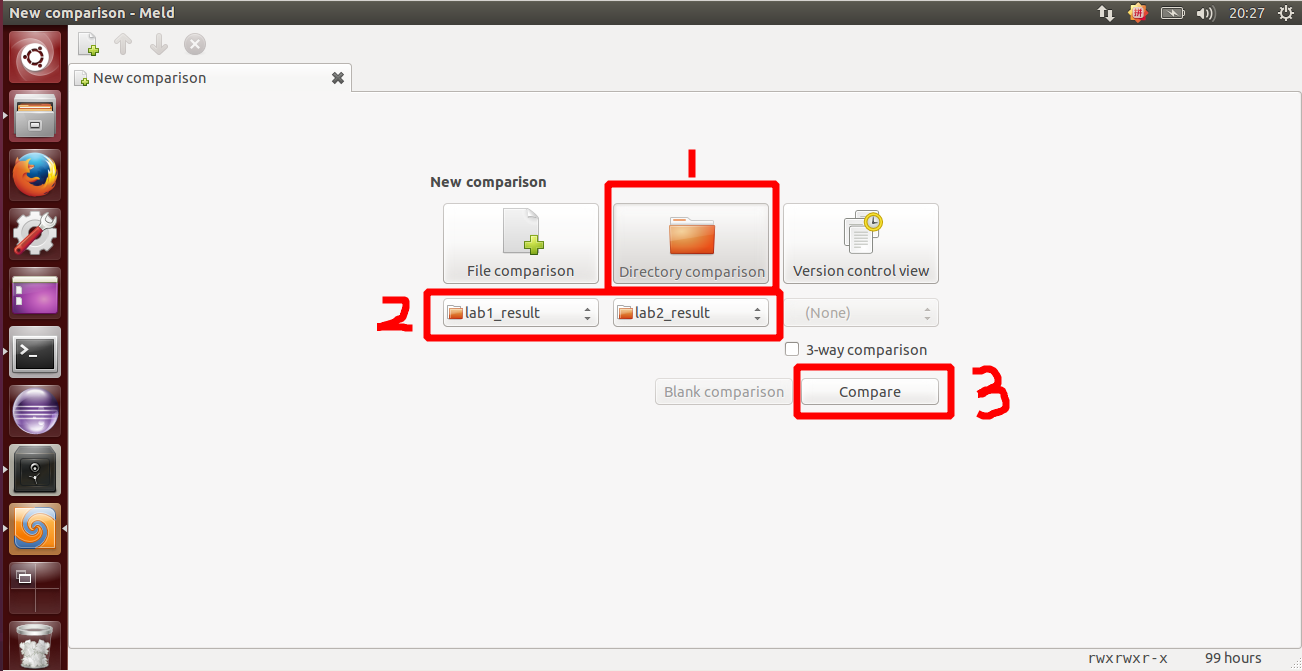 New comparison - Meld
拼
20:27
New comparison
1
New comparison
File comparison
Directory comparison
Version control view
2
lab1_result
lab2_result
(None)
3-way comparison
Blank comparison
Compare
3
rwxrwxr-x
99 hours